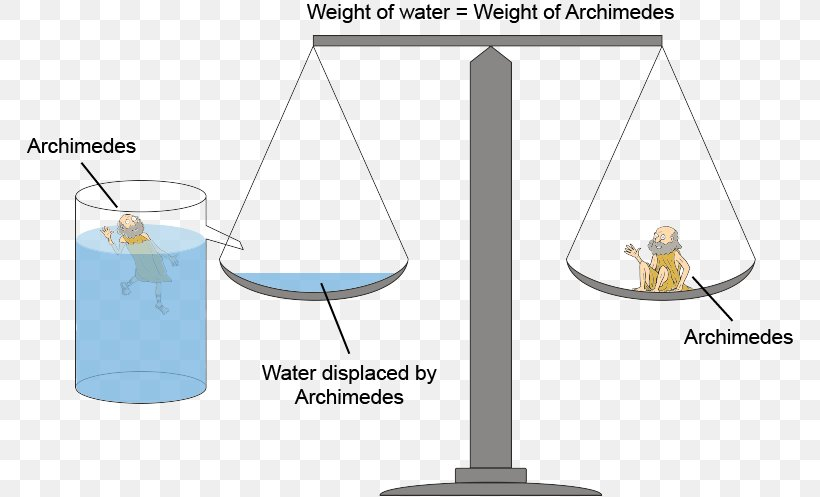 Weight of water = Weight of Archimedes
Archimedes
Water displaced by
Archimedes
Archimedes